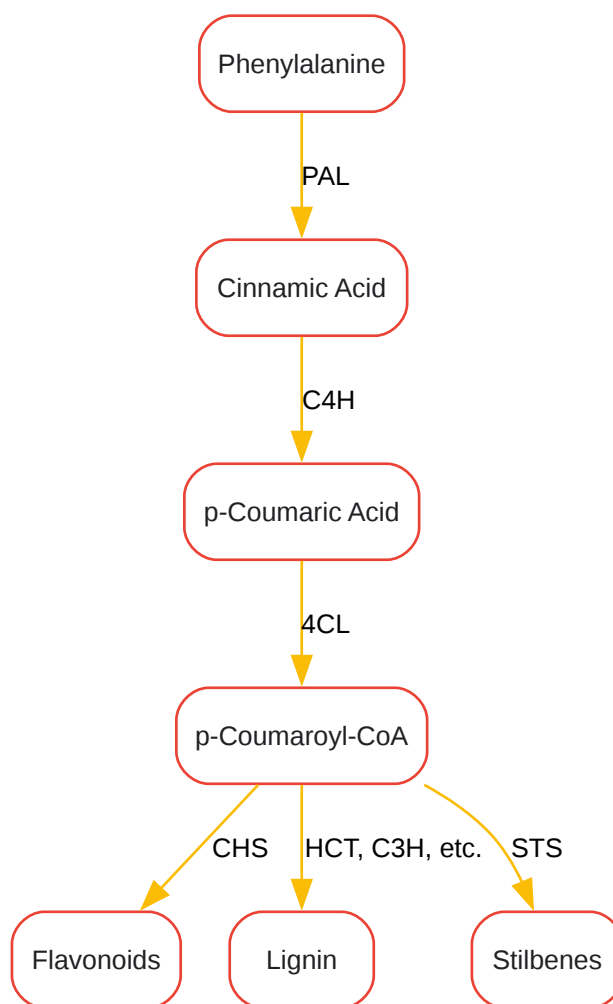 Phenylalanine
PAL
Cinnamic Acid
C4H
p-Coumaric Acid
4CL
p-Coumaroyl-CoA
CHS
HCT, C3H, etc.
STS
Flavonoids
Lignin
Stilbenes